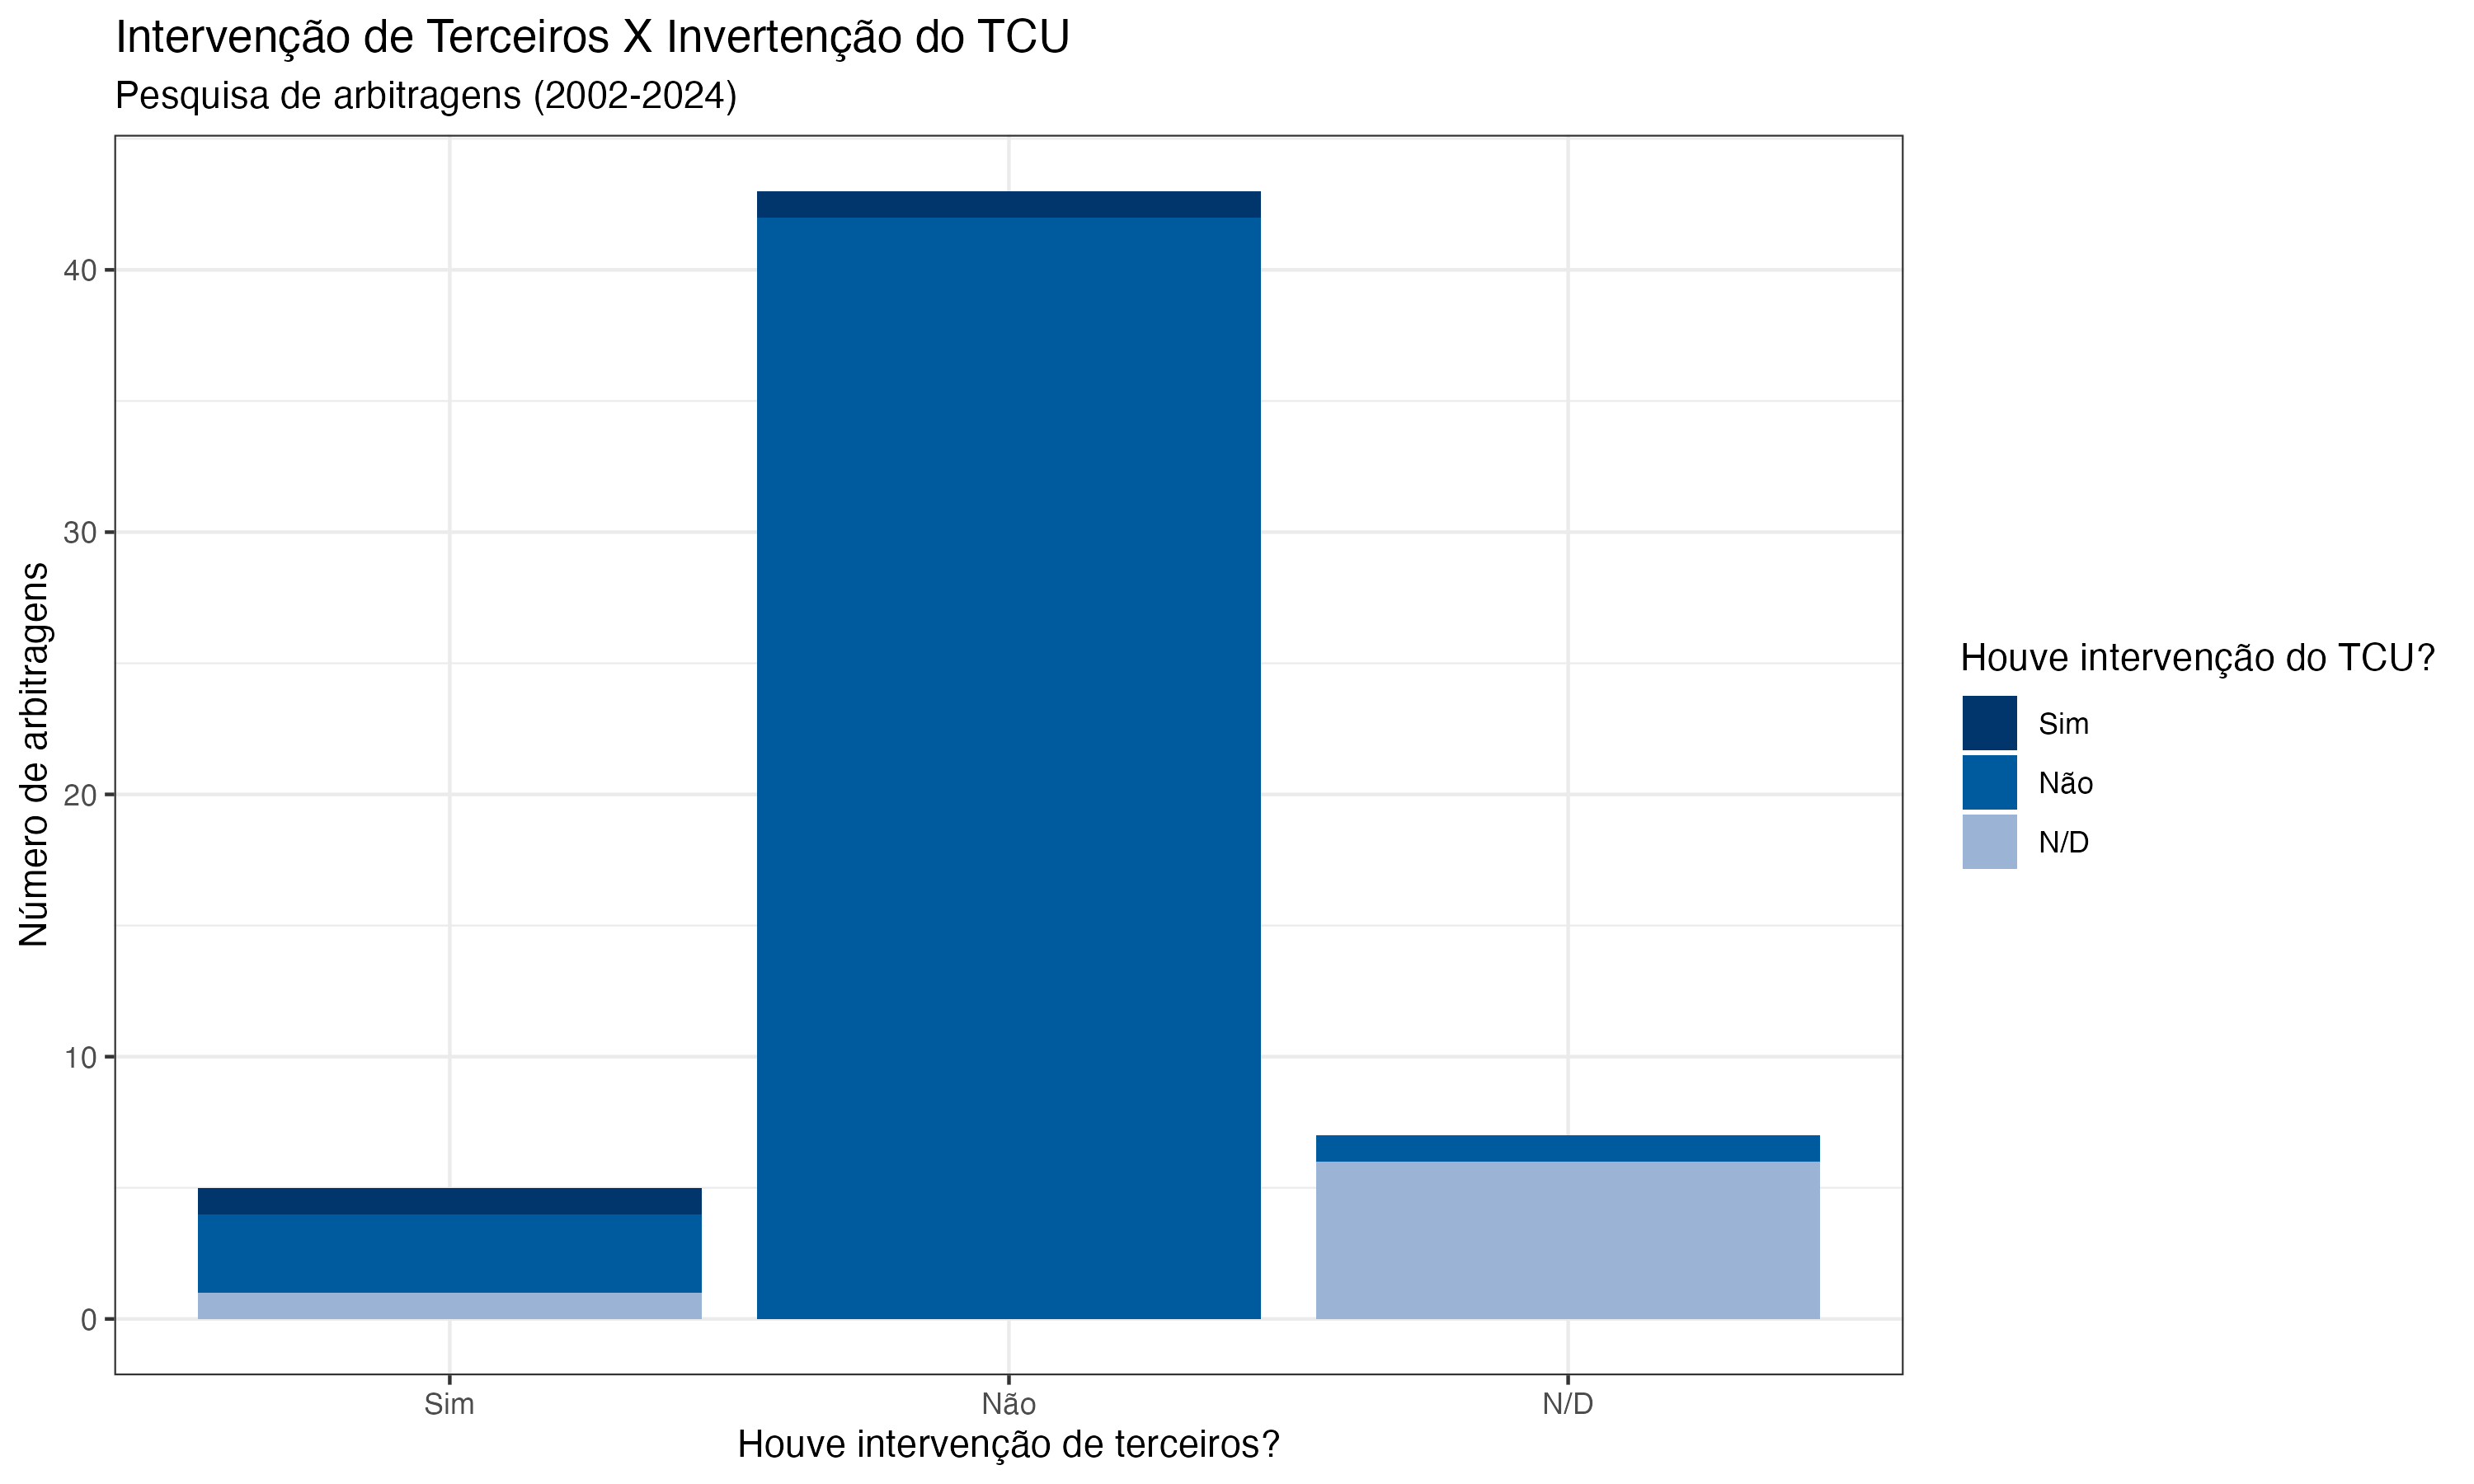 Intervenção de Terceiros X Invertenção do TCU
Pesquisa de arbitragens (2002-2024)
Número de arbitragens
40
30
20
10
0
Sim
Não
N/D
Houve intervenção de terceiros?
Houve intervenção do TCU?
Sim
Não
N/D